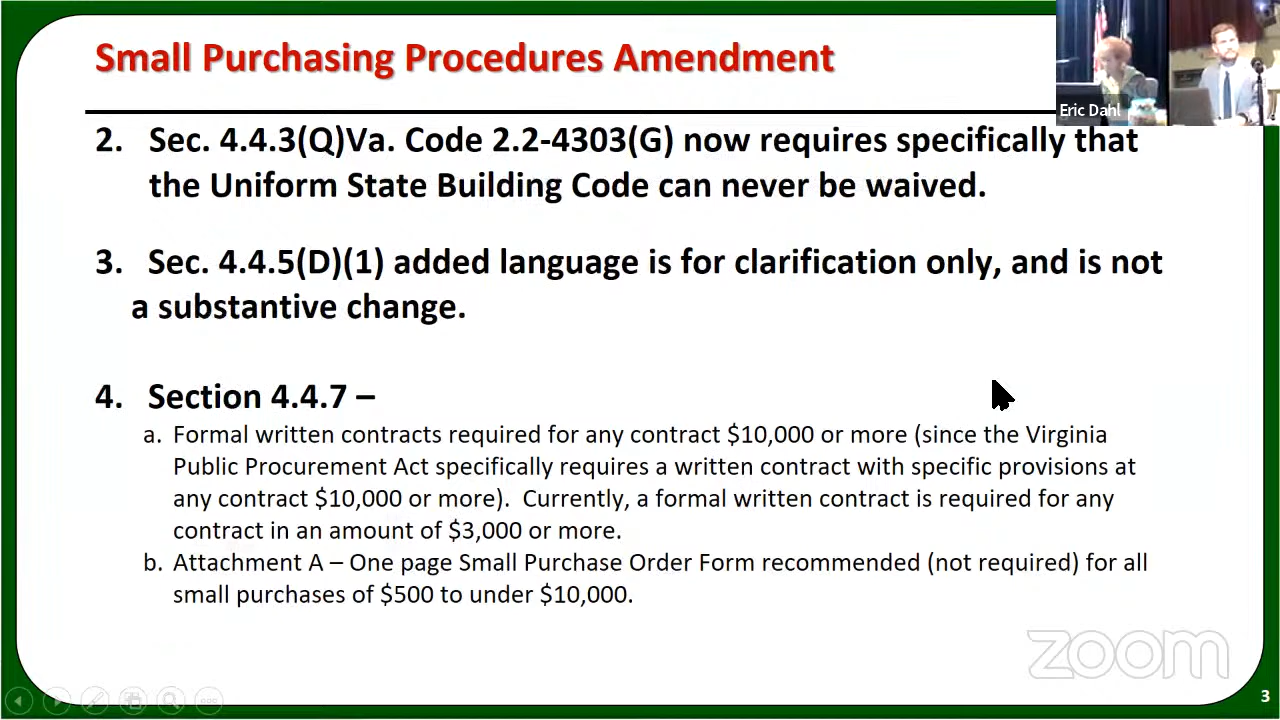 Small Purchasing Procedures Amendment
Eric Dahl
2. Sec. 4.4.3(Q)Va. Code 2.2-4303(G) now requires specifically that
the Uniform State Building Code can never be waived.
3. Sec. 4.4.5(D)(1) added language is for clarification only, and is not
a substantive change.
4. Section 4.4.7 –
a. Formal written contracts required for any contract $10,000 or more (since the Virginia
Public Procurement Act specifically requires a written contract with specific provisions at
any contract $10,000 or more). Currently, a formal written contract is required for any
contract in an amount of $3,000 or more.
b. Attachment A – One page Small Purchase Order Form recommended (not required) for all
small purchases of $500 to under $10,000.
zoom
3